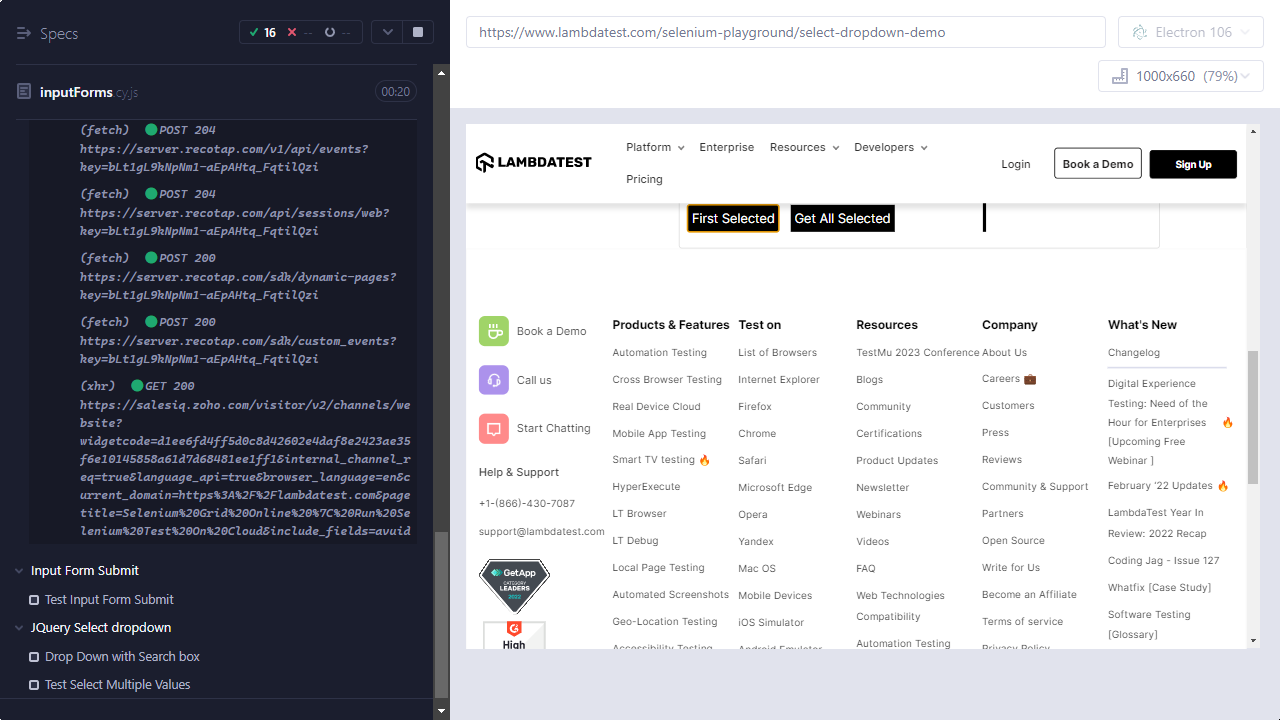 Specs
16
--
--
https://www.lambdatest.com/selenium-playground/select-dropdown-demo
Electron 106
1000x660 (79%)
inputForms.cy.js
00:20
(fetch) POST 204
https://server.recotap.com/v1/api/events?
key=bLt1gL9kNpNm1-aEpAHtq_FqtilQzi
(fetch) POST 204
https://server.recotap.com/api/sessions/web?
key=bLt1gL9kNpNm1-aEpAHtq_FqtilQzi
(fetch) POST 200
https://server.recotap.com/sdk/dynamic-pages?
key=bLt1gL9kNpNm1-aEpAHtq_FqtilQzi
(fetch) POST 200
https://server.recotap.com/sdk/custom_events?
key=bLt1gL9kNpNm1-aEpAHtq_FqtilQzi
(xhr) GET 200
https://salesiq.zoho.com/visitor/v2/channels/we
bsite?
widgetcode=d1ee6fd4ff5d0c8d42602e4daf8e2423ae35
f6e10145858a61d7d68481ee1ff1&internal_channel_r
eq=true&language_api=true&browser_language=en&c
urrent_domain=https%3A%2F%2Flambdatest.com&page
title=Selenium%20Grid%20Online%20%7C%20Run%20Se
lenium%20Test%20On%20Cloud&include_fields=avuid
Input Form Submit
Test Input Form Submit
JQuery Select dropdown
Drop Down with Search box
Test Select Multiple Values
LAMBDATEST
Platform
Enterprise
Resources
Developers
Pricing
Login
Book a Demo
Sign Up
First Selected
Get All Selected
Book a Demo
Call us
Start Chatting
Help & Support
+1-(866)-430-7087
support@lambdatest.com
GetApp
CATEGORY
LEADERS
2022
High
Products & Features
Automation Testing
Cross Browser Testing
Real Device Cloud
Mobile App Testing
Smart TV testing 🔥
HyperExecute
LT Browser
LT Debug
Local Page Testing
Automated Screenshots
Geo-Location Testing
Accessibility Testing
Test on
List of Browsers
Internet Explorer
Firefox
Chrome
Safari
Microsoft Edge
Opera
Yandex
Mac OS
Mobile Devices
iOS Simulator
Android Emulator
Resources
TestMu 2023 Conference
Blogs
Community
Certifications
Product Updates
Newsletter
Webinars
Videos
FAQ
Web Technologies
Compatibility
Automation Testing
Company
About Us
Careers 💼
Customers
Press
Reviews
Community & Support
Partners
Open Source
Write for Us
Become an Affiliate
Terms of service
Privacy Policy
What's New
Changelog
Digital Experience
Testing: Need of the
Hour for Enterprises 🔥
[Upcoming Free
Webinar ]
February '22 Updates 🔥
LambdaTest Year In
Review: 2022 Recap
Coding Jag - Issue 127
Whatfix [Case Study]
Software Testing
[Glossary]